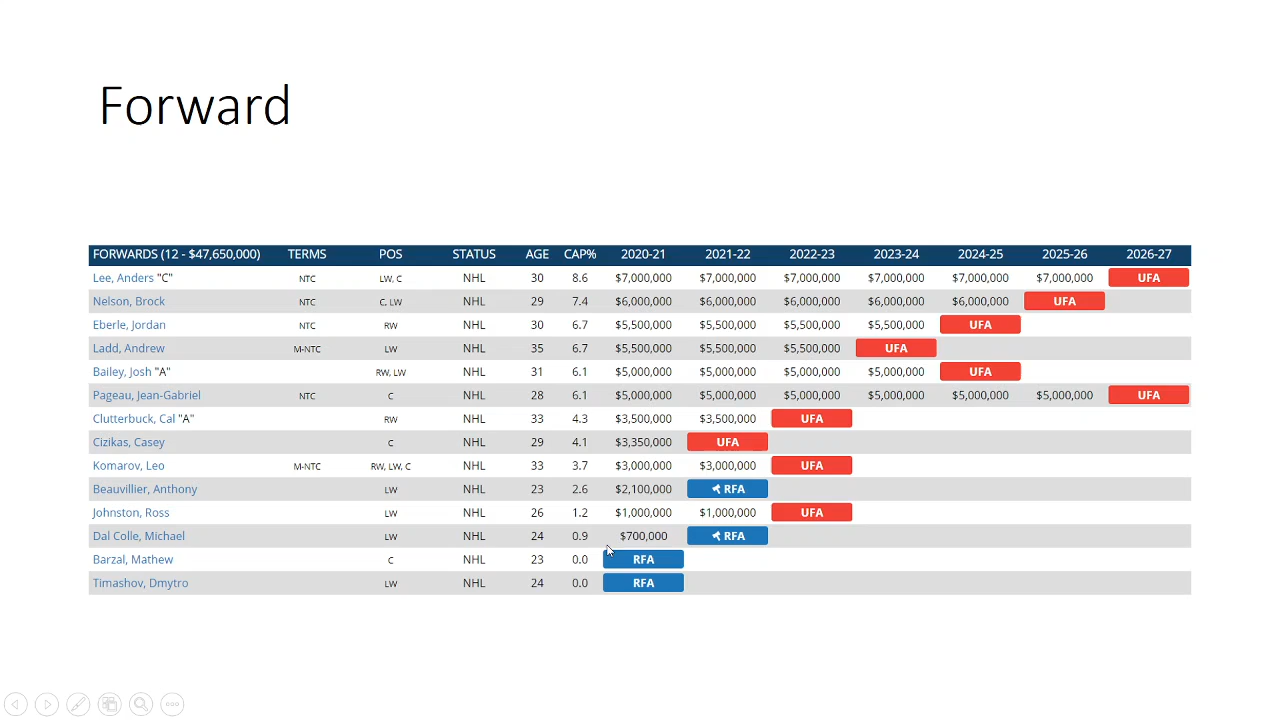 Forward
FORWARDS (12 - $47,650,000) TERMS POS STATUS AGE CAP% 2020-21 2021-22 2022-23 2023-24 2024-25 2025-26 2026-27
Lee, Anders "C" NTC LW, C NHL 30 8.6 $7,000,000 $7,000,000 $7,000,000 $7,000,000 $7,000,000 $7,000,000 UFA
Nelson, Brock NTC C, LW NHL 29 7.4 $6,000,000 $6,000,000 $6,000,000 $6,000,000 $6,000,000 UFA
Eberle, Jordan NTC RW NHL 30 6.7 $5,500,000 $5,500,000 $5,500,000 $5,500,000 UFA
Ladd, Andrew M-NTC LW NHL 35 6.7 $5,500,000 $5,500,000 $5,500,000 UFA
Bailey, Josh "A" RW, LW NHL 31 6.1 $5,000,000 $5,000,000 $5,000,000 $5,000,000 UFA
Pageau, Jean-Gabriel NTC C NHL 28 6.1 $5,000,000 $5,000,000 $5,000,000 $5,000,000 $5,000,000 $5,000,000 UFA
Clutterbuck, Cal "A" RW NHL 33 4.3 $3,500,000 $3,500,000 UFA
Cizikas, Casey C NHL 29 4.1 $3,350,000 UFA
Komarov, Leo M-NTC RW, LW, C NHL 33 3.7 $3,000,000 $3,000,000 UFA
Beauvillier, Anthony LW NHL 23 2.6 $2,100,000 RFA
Johnston, Ross LW NHL 26 1.2 $1,000,000 $1,000,000 UFA
Dal Colle, Michael LW NHL 24 0.9 $700,000 RFA
Barzal, Mathew C NHL 23 0.0 RFA
Timashov, Dmytro LW NHL 24 0.0 RFA